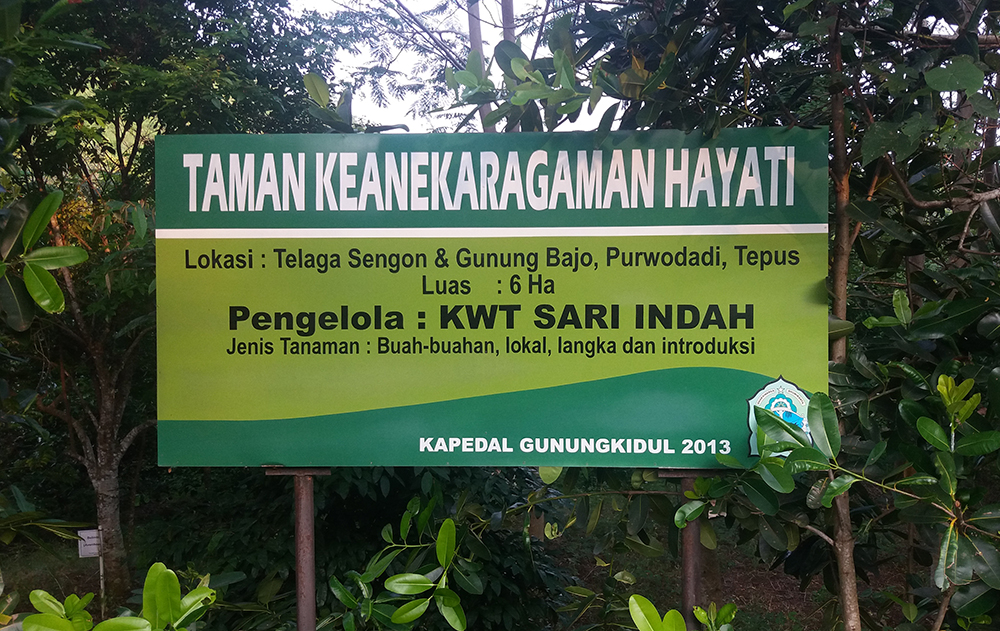 TAMAN KEANEKARAGAMAN HAYATI
Lokasi : Telaga Sengon & Gunung Bajo, Purwodadi, Tepus
Luas : 6 Ha
Pengelola : KWT SARI INDAH
Jenis Tanaman : Buah-buahan, lokal, langka dan introduksi
KAPEDAL GUNUNGKIDUL 2013